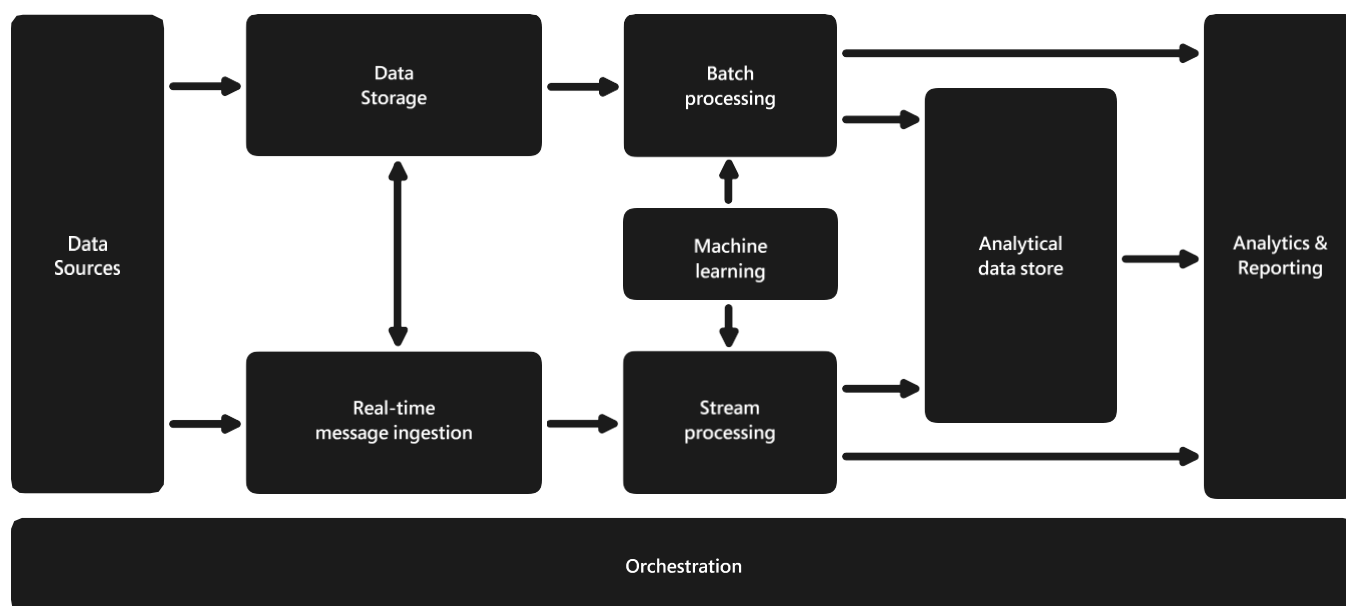 Data
Sources
Data
Storage
Real-time
message ingestion
Batch
processing
Machine
learning
Stream
processing
Analytical
data store
Analytics &
Reporting
Orchestration